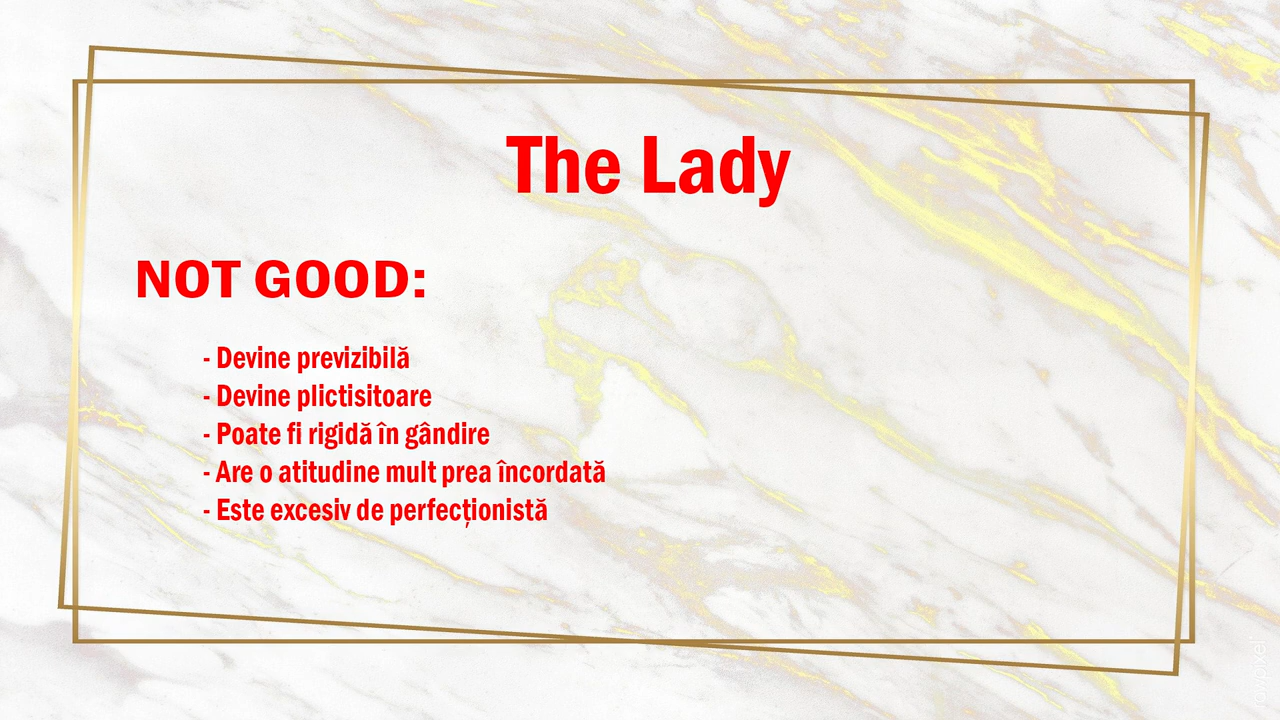 The Lady
NOT GOOD:
- Devine previzibilă
- Devine plictisitoare
- Poate fi rigidă în gândire
- Are o atitudine mult prea încordată
- Este excesiv de perfecționistă
rawpixel